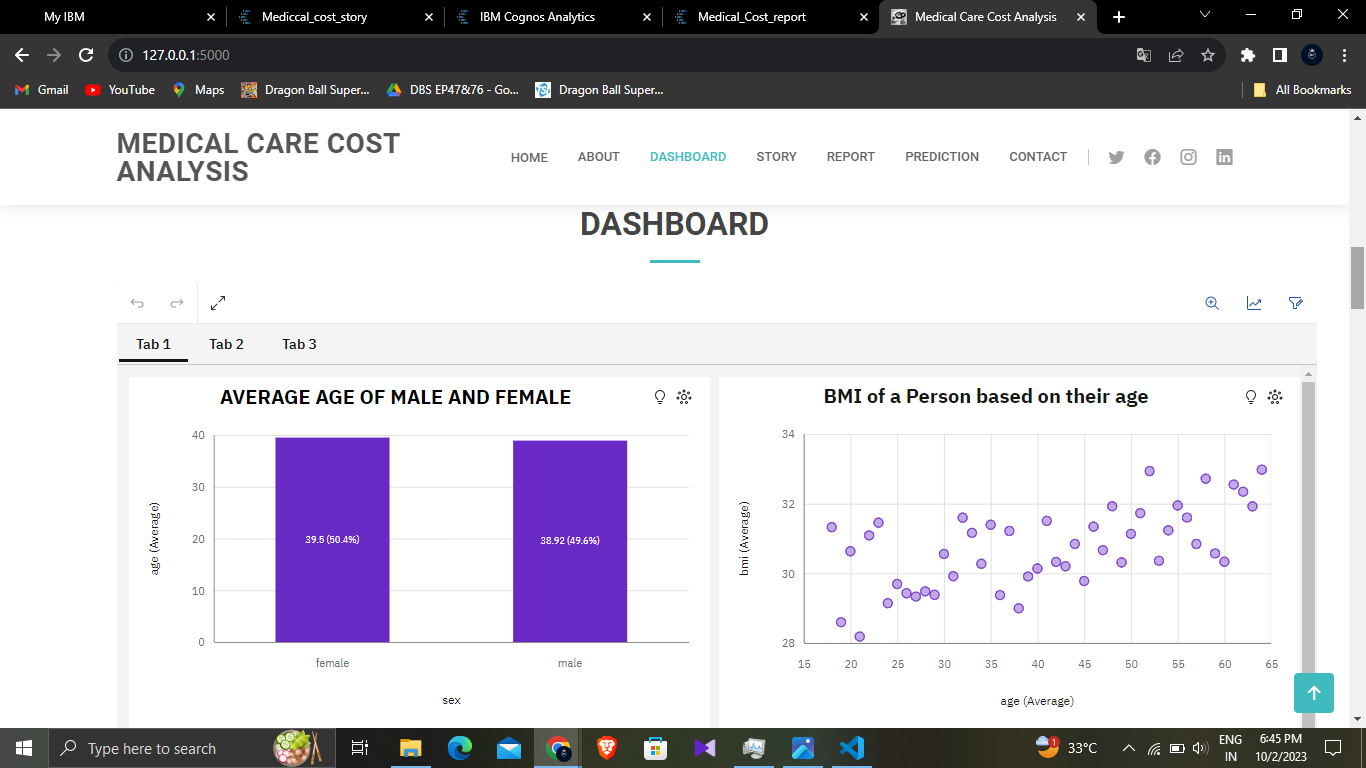 My IBM
Mediccal_cost_story
IBM Cognos Analytics
Medical_Cost_report
Medical Care Cost Analysis
127.0.0.1:5000
Gmail
YouTube
Maps
Dragon Ball Super...
DBS EP47&76 - Go...
Dragon Ball Super...
All Bookmarks
MEDICAL CARE COST
ANALYSIS
HOME
ABOUT
DASHBOARD
STORY
REPORT
PREDICTION
CONTACT
DASHBOARD
Tab 1
Tab 2
Tab 3
AVERAGE AGE OF MALE AND FEMALE
age (Average)
40
30
20
10
0
39.5 (50.4%)
38.92 (49.6%)
female
male
sex
BMI of a Person based on their age
bmi (Average)
34
32
30
28
15
20
25
30
35
40
45
50
55
60
65
age (Average)
Type here to search
1
33°C
ENG
IN
6:45 PM
10/2/2023